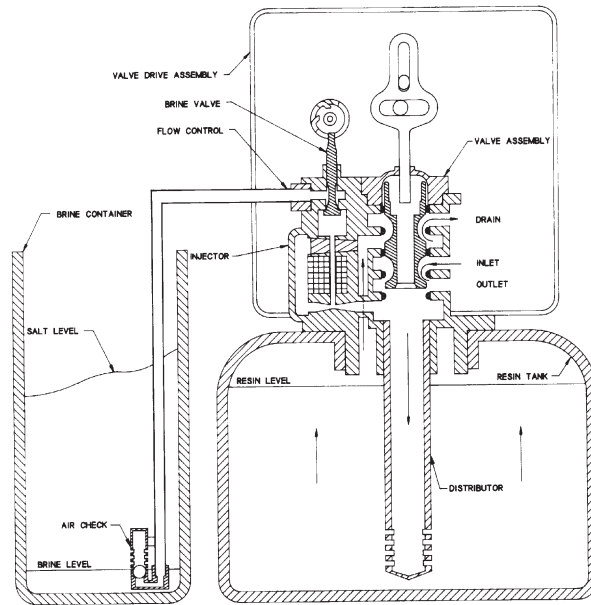 VALVE DRIVE ASSEMBLY
BRINE VALVE
FLOW CONTROL
VALVE ASSEMBLY
BRINE CONTAINER
DRAIN
INJECTOR
INLET
OUTLET
SALT LEVEL
RESIN LEVEL
RESIN TANK
DISTRIBUTOR
AIR CHECK
BRINE LEVEL